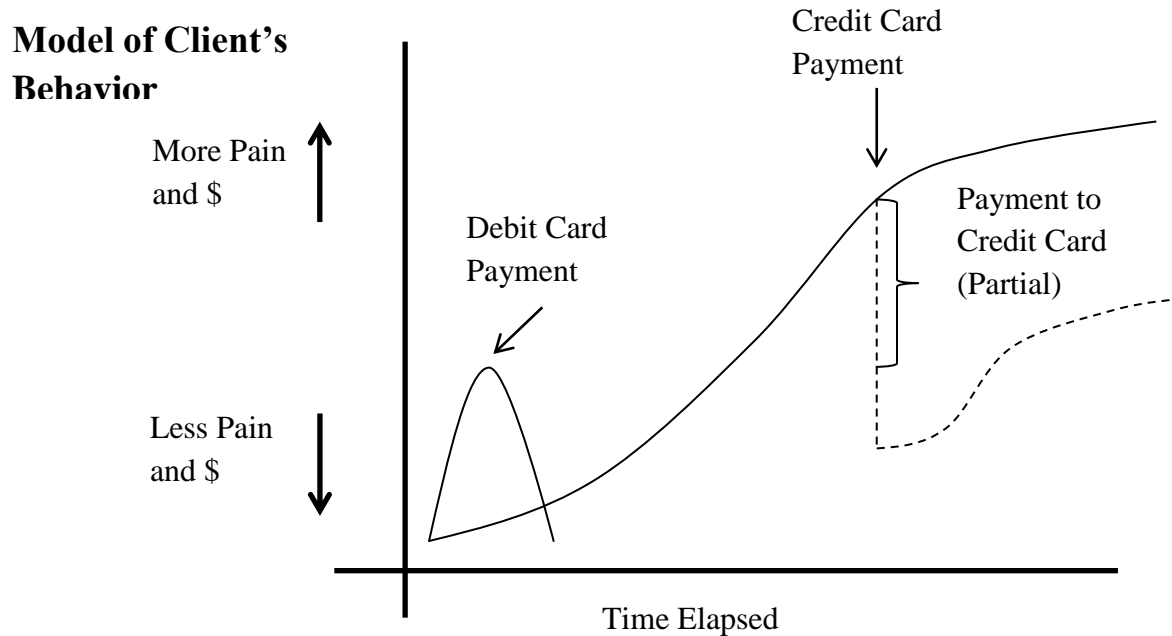 Model of Client's
Behavior
Credit Card
Payment
More Pain
and $
Debit Card
Payment
Payment to
Credit Card
(Partial)
Less Pain
and $
Time Elapsed